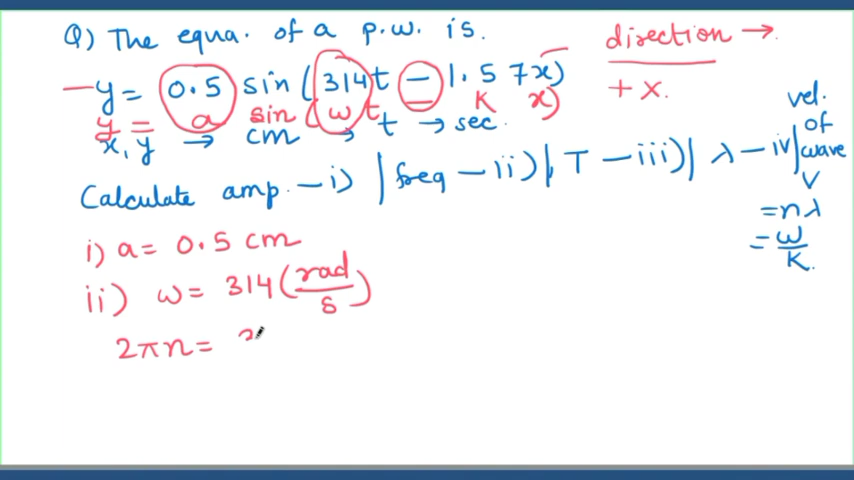 Q) The equa. of a p.w. is.
direction →
y = 0.5 sin(314t - 1.57x)
+ x.
y = a sin(ωt K x)
x, y → cm , t → sec.
vel. of wave v
Calculate amp. - i) | freq - ii) | T - iii) | λ - iv |
= nλ
= ω/K.
i) a = 0.5 cm
ii) ω = 314 (rad/s)
2πn =